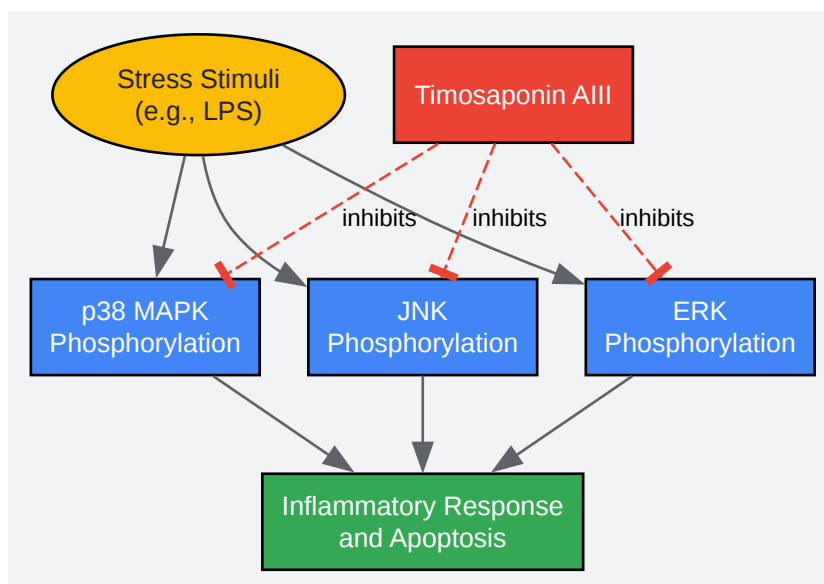 Stress Stimuli
(e.g., LPS)
Timosaponin AIII
inhibits
inhibits
inhibits
p38 MAPK
Phosphorylation
JNK
Phosphorylation
ERK
Phosphorylation
Inflammatory Response
and Apoptosis